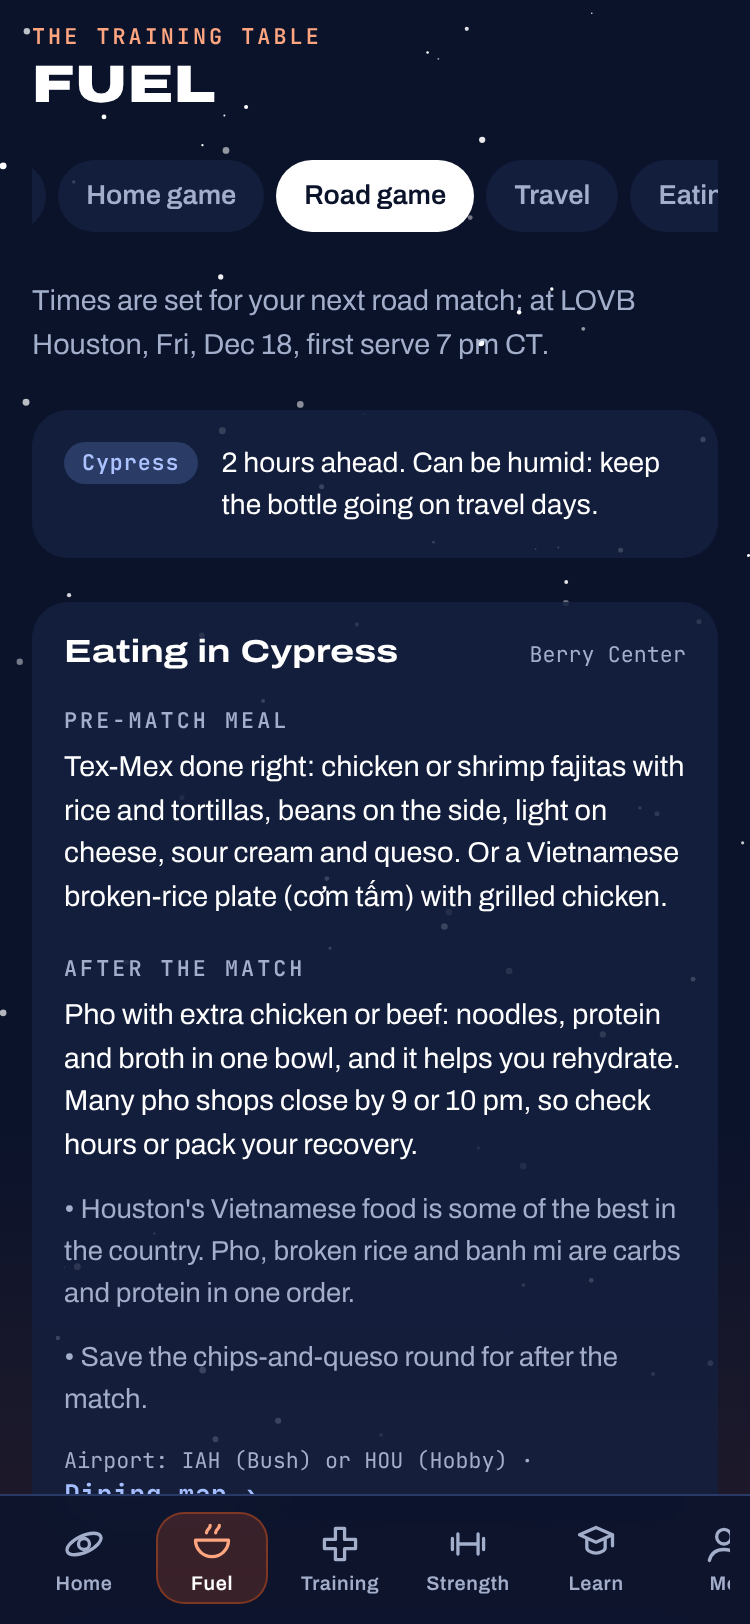 THE TRAINING TABLE
FUEL
Home game
Road game
Travel
Times are set for your next road match: at LOVB
Houston, Fri, Dec 18, first serve 7 pm CT.
Cypress
2 hours ahead. Can be humid: keep
the bottle going on travel days.
Eating in Cypress
Berry Center
PRE-MATCH MEAL
Tex-Mex done right: chicken or shrimp fajitas with
rice and tortillas, beans on the side, light on
cheese, sour cream and queso. Or a Vietnamese
broken-rice plate (cơm tấm) with grilled chicken.
AFTER THE MATCH
Pho with extra chicken or beef: noodles, protein
and broth in one bowl, and it helps you rehydrate.
Many pho shops close by 9 or 10 pm, so check
hours or pack your recovery.
• Houston's Vietnamese food is some of the best in
the country. Pho, broken rice and banh mi are carbs
and protein in one order.
• Save the chips-and-queso round for after the
match.
Airport: IAH (Bush) or HOU (Hobby) ·
Dining map ›
Home
Fuel
Training
Strength
Learn